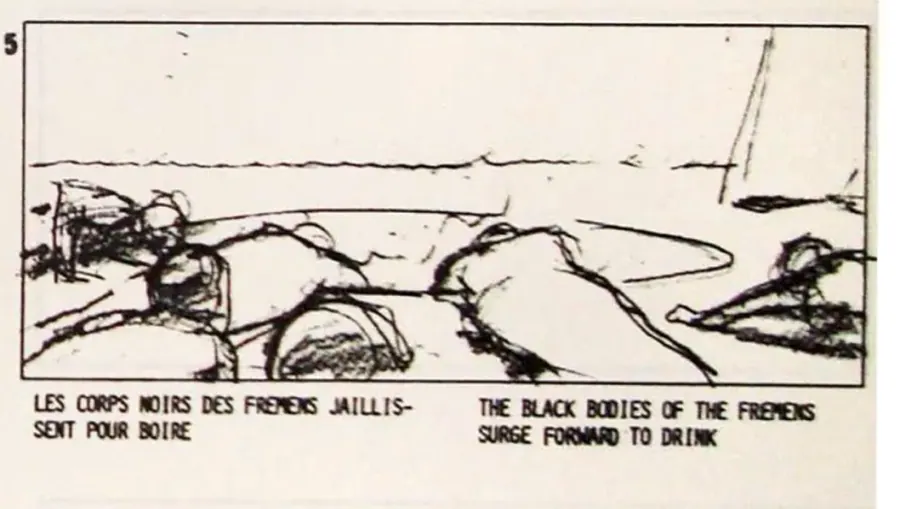 5
LES CORPS NOIRS DES FREMENS JAILLIS-
SENT POUR BOIRE
THE BLACK BODIES OF THE FREMENS
SURGE FORWARD TO DRINK